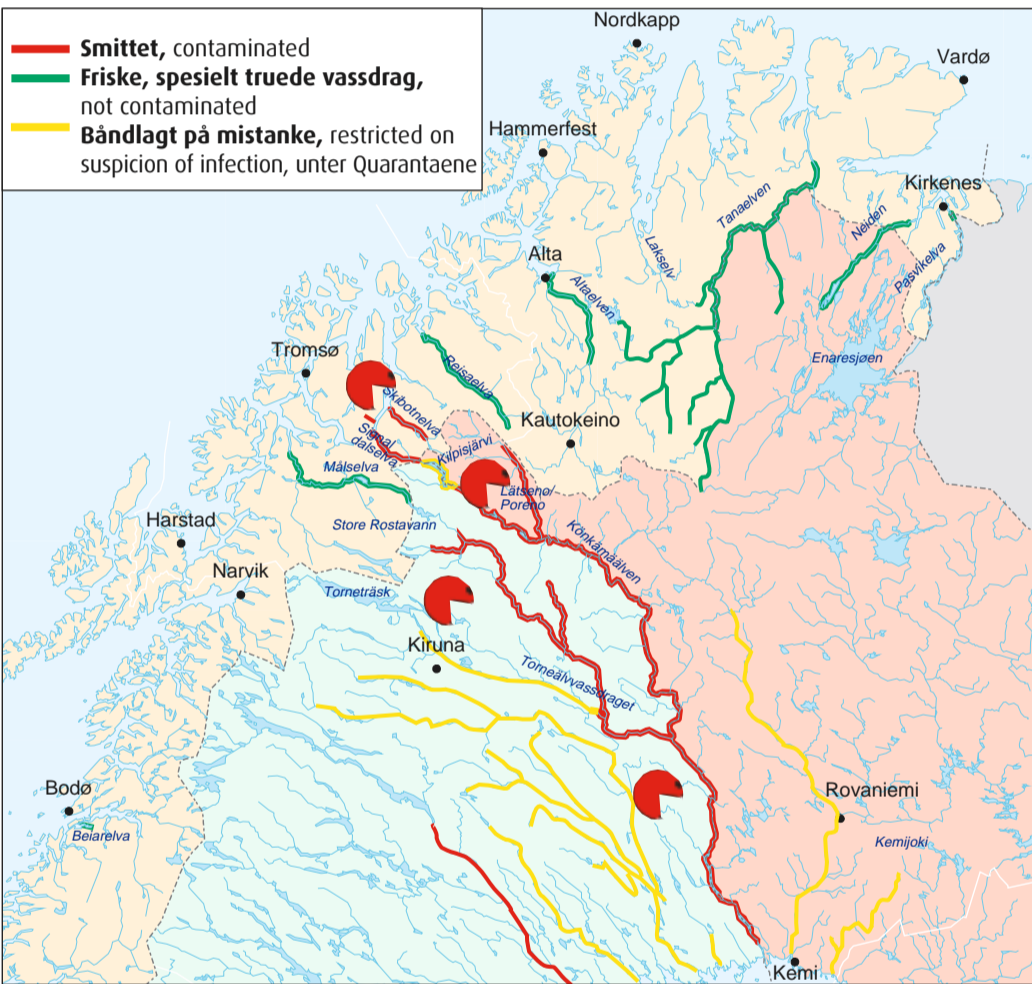 Smittet, contaminated
Friske, spesielt truede vassdrag,
not contaminated
Båndlagt på mistanke, restricted on
suspicion of infection, unter Quarantaene
Nordkapp
Vardø
Hammerfest
Kirkenes
Tanaelven
Neiden
Lakselv
Pasvikelva
Alta
Altaelven
Enaresjøen
Tromsø
Reisaelva
Skibotnelva
Kautokeino
Signal
dalselva
Kilpisjärvi
Målselva
Lätseno/
Poreno
Store Rostavann
Könkämäälven
Harstad
Narvik
Torneträsk
Kiruna
Torneälvvassdraget
Bodø
Rovaniemi
Beiarelva
Kemijoki
Kemi